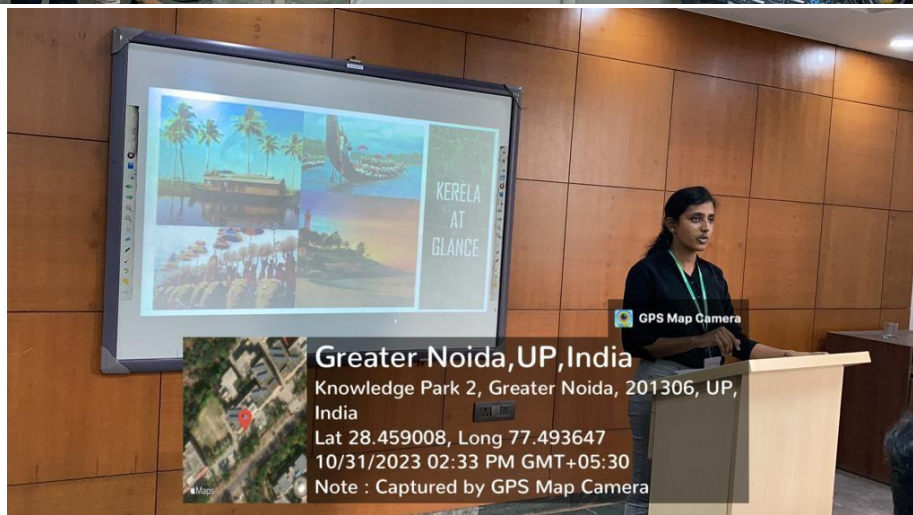 KERELA
AT
GLANCE
GPS Map Camera
Greater Noida,UP,India
Knowledge Park 2, Greater Noida, 201306, UP,
India
Lat 28.459008, Long 77.493647
10/31/2023 02:33 PM GMT+05:30
Note : Captured by GPS Map Camera
Maps